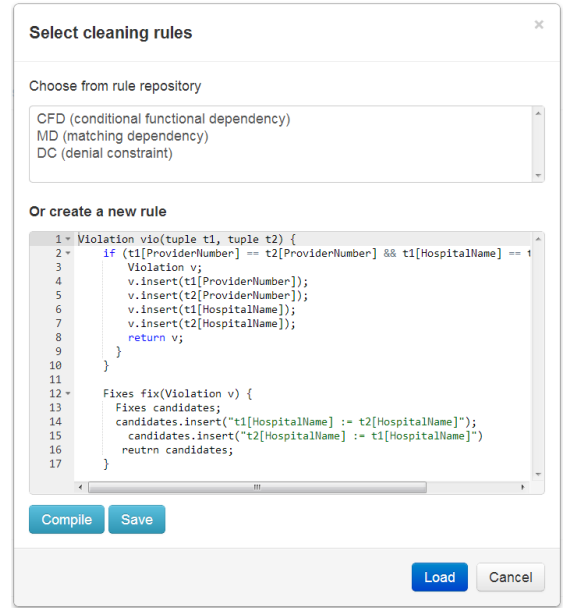 Select cleaning rules
×
Choose from rule repository
CFD (conditional functional dependency)
MD (matching dependency)
DC (denial constraint)
Or create a new rule
1 Violation vio(tuple t1, tuple t2) {
2 if (t1[ProviderNumber] == t2[ProviderNumber] && t1[HospitalName] == t
3 Violation v;
4 v.insert(t1[ProviderNumber]);
5 v.insert(t2[ProviderNumber]);
6 v.insert(t1[HospitalName]);
7 v.insert(t2[HospitalName]);
8 return v;
9 }
10 }
11
12 Fixes fix(Violation v) {
13 Fixes candidates;
14 candidates.insert("t1[HospitalName] := t2[HospitalName]");
15 candidates.insert("t2[HospitalName] := t1[HospitalName]")
16 reutrn candidates;
17 }
Compile Save
Load Cancel